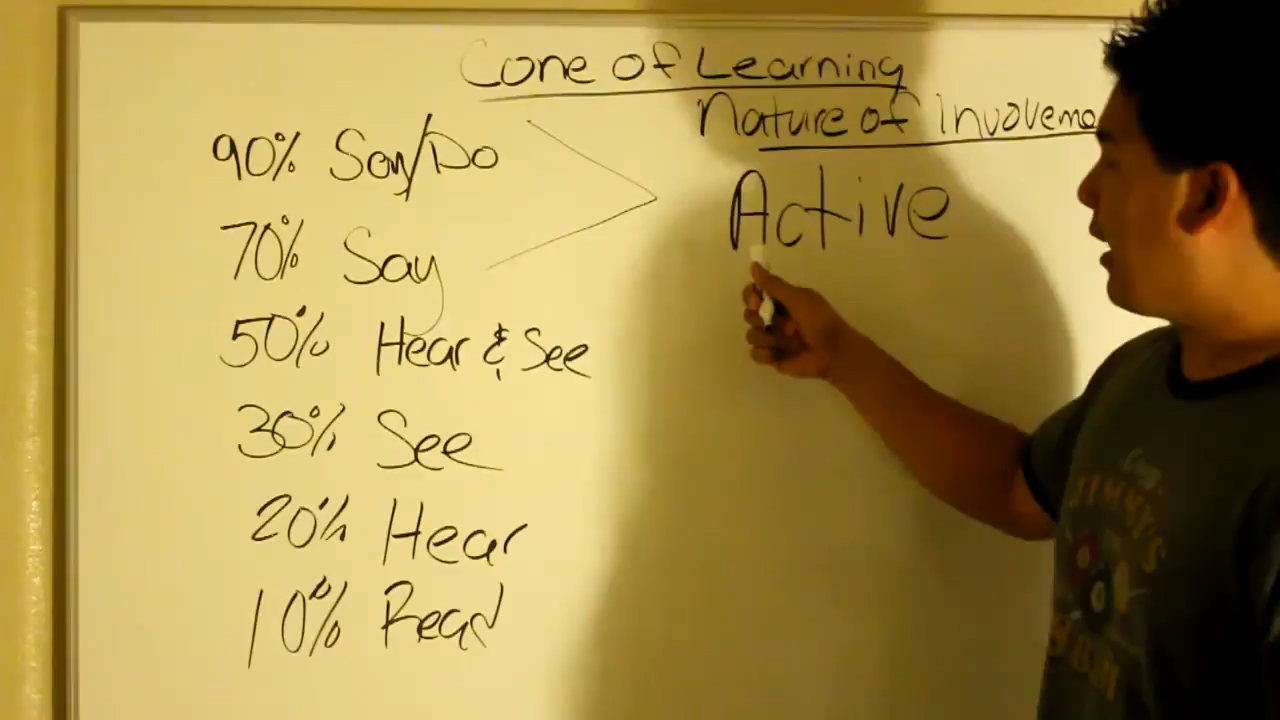 Cone of Learning
Nature of Involveme
90% Say/Do
Active
70% Say
50% Hear & See
30% See
20% Hear
10% Read